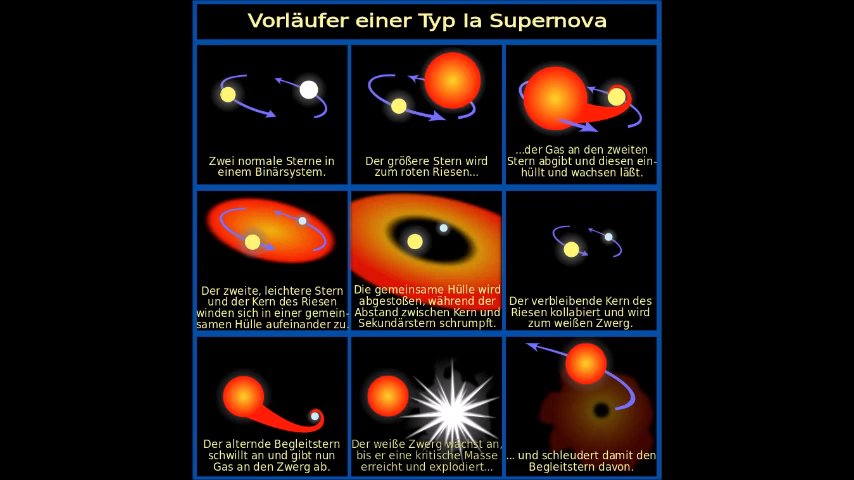 Vorläufer einer Typ Ia Supernova
Zwei normale Sterne in
einem Binärsystem.
Der größere Stern wird
zum roten Riesen...
...der Gas an den zweiten
Stern abgibt und diesen ein-
hüllt und wachsen läßt.
Der zweite, leichtere Stern
und der Kern des Riesen
winden sich in einer gemein-
samen Hülle aufeinander zu.
Die gemeinsame Hülle wird
abgestoßen, während der
Abstand zwischen Kern und
Sekundärstern schrumpft.
Der verbleibende Kern des
Riesen kollabiert und wird
zum weißen Zwerg.
Der alternde Begleitstern
schwillt an und gibt nun
Gas an den Zwerg ab.
Der weiße Zwerg wächst an,
bis er eine kritische Masse
erreicht und explodiert...
... und schleudert damit den
Begleitstern davon.